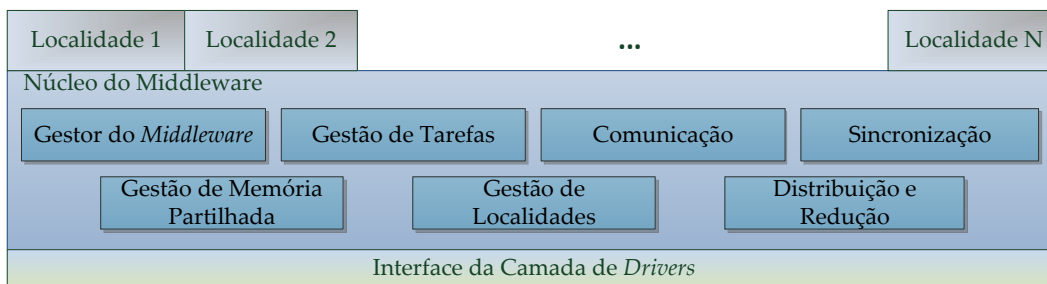 Localidade 1
Localidade 2
...
Localidade N
Núcleo do Middleware
Gestor do Middleware
Gestão de Tarefas
Comunicação
Sincronização
Gestão de Memória
Partilhada
Gestão de
Localidades
Distribuição e
Redução
Interface da Camada de Drivers